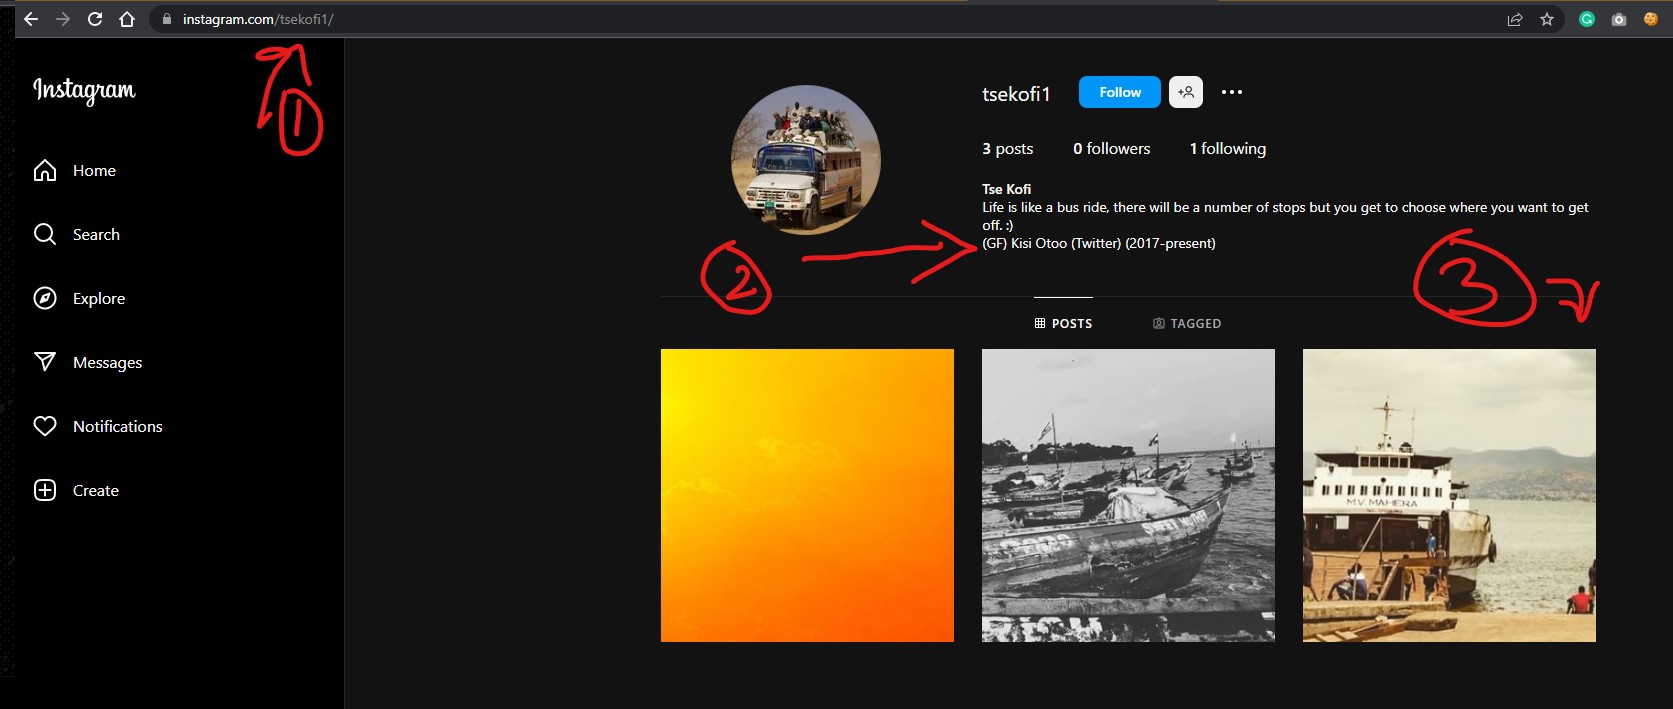 instagram.com/tsekofi1/
1
Instagram
Home
Search
Explore
Messages
Notifications
Create
tsekofi1
Follow
3 posts
0 followers
1 following
Tse Kofi
Life is like a bus ride, there will be a number of stops but you get to choose where you want to get
off. :)
(GF) Kisi Otoo (Twitter) (2017-present)
2
3
POSTS
TAGGED
SWEET MOTHER
M.V. MAHERA